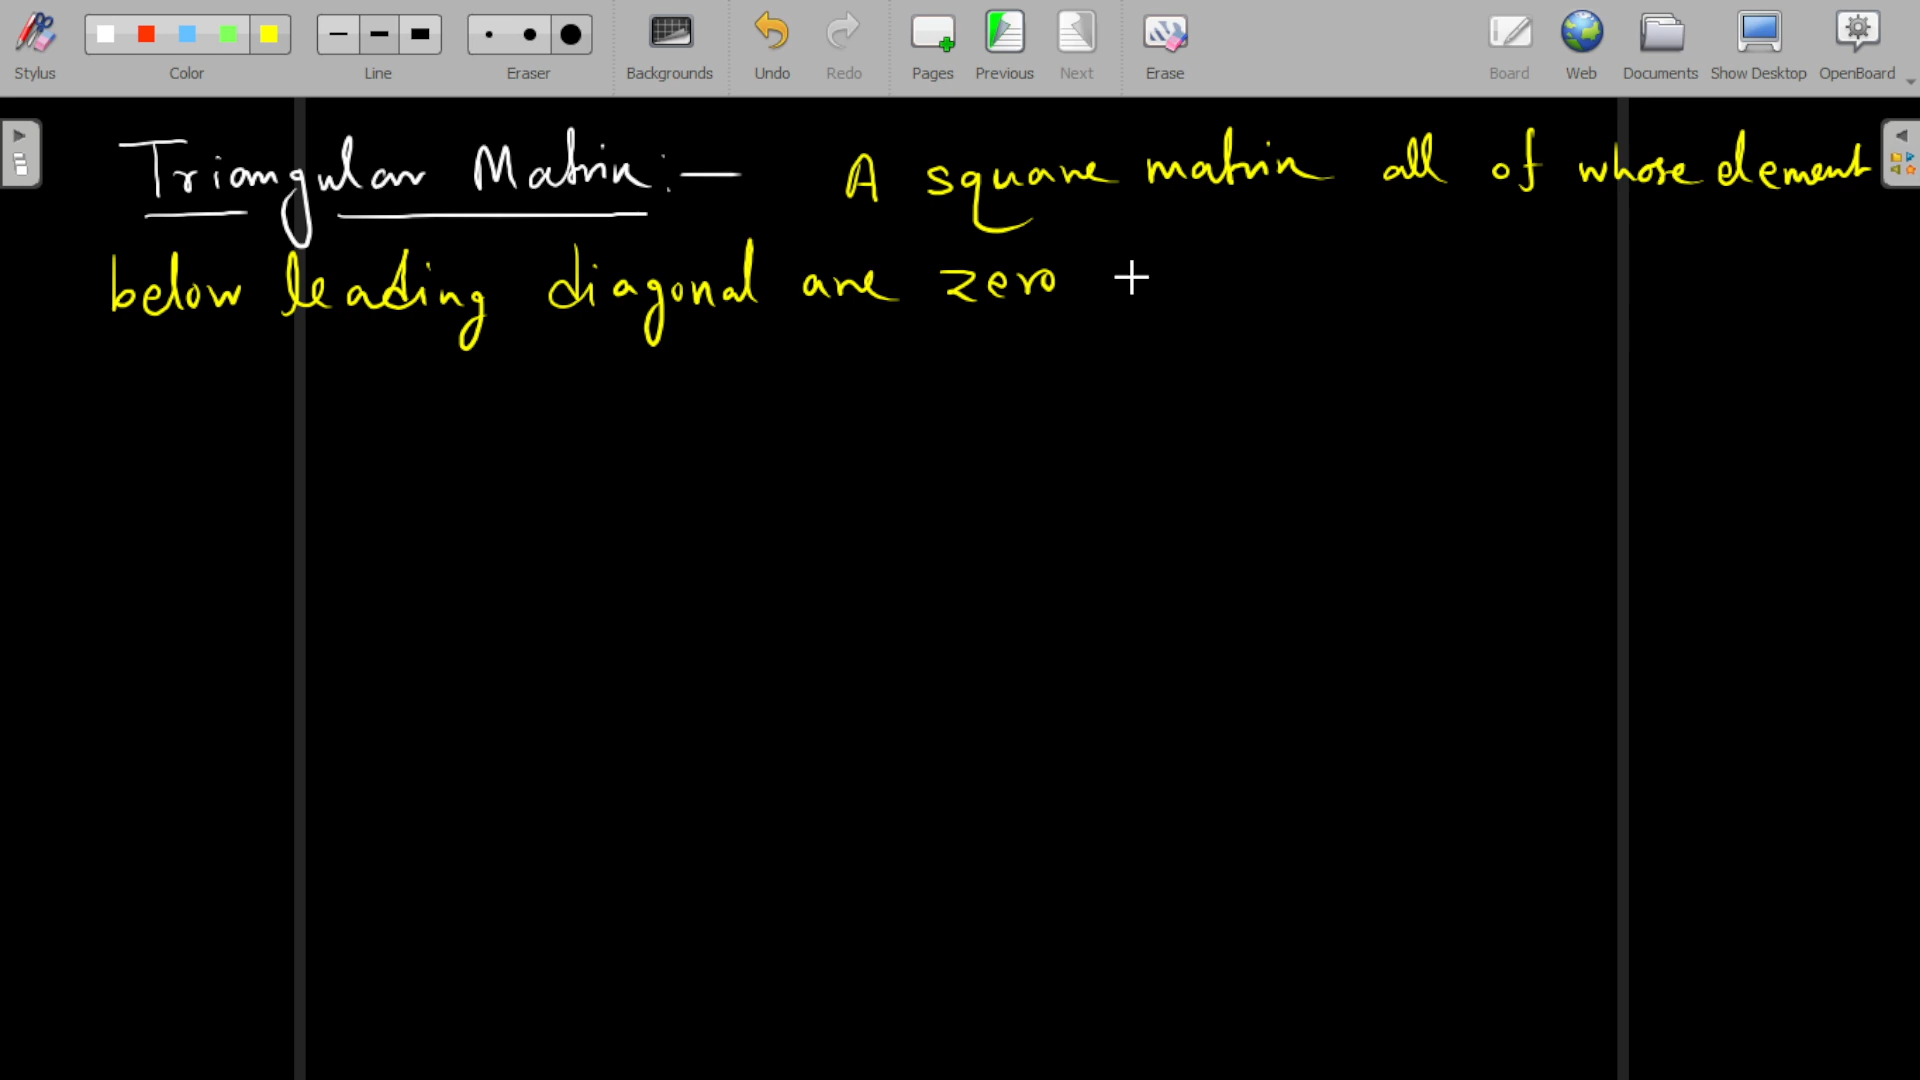 Stylus Color Line Eraser Backgrounds Undo Redo Pages Previous Next Erase Board Web Documents Show Desktop OpenBoard
Triangular Matrix :— A square matrix all of whose element
below leading diagonal are zero